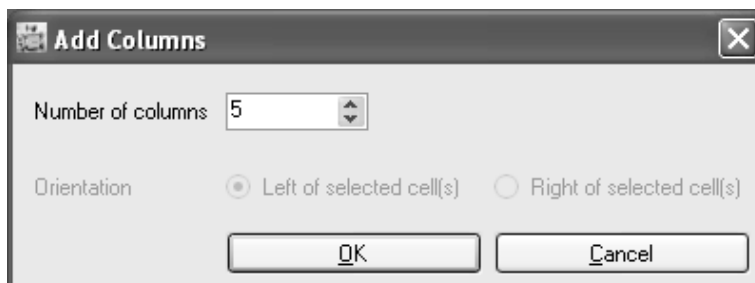 Add Columns
Number of columns 5
Orientation Left of selected cell(s) Right of selected cell(s)
OK Cancel